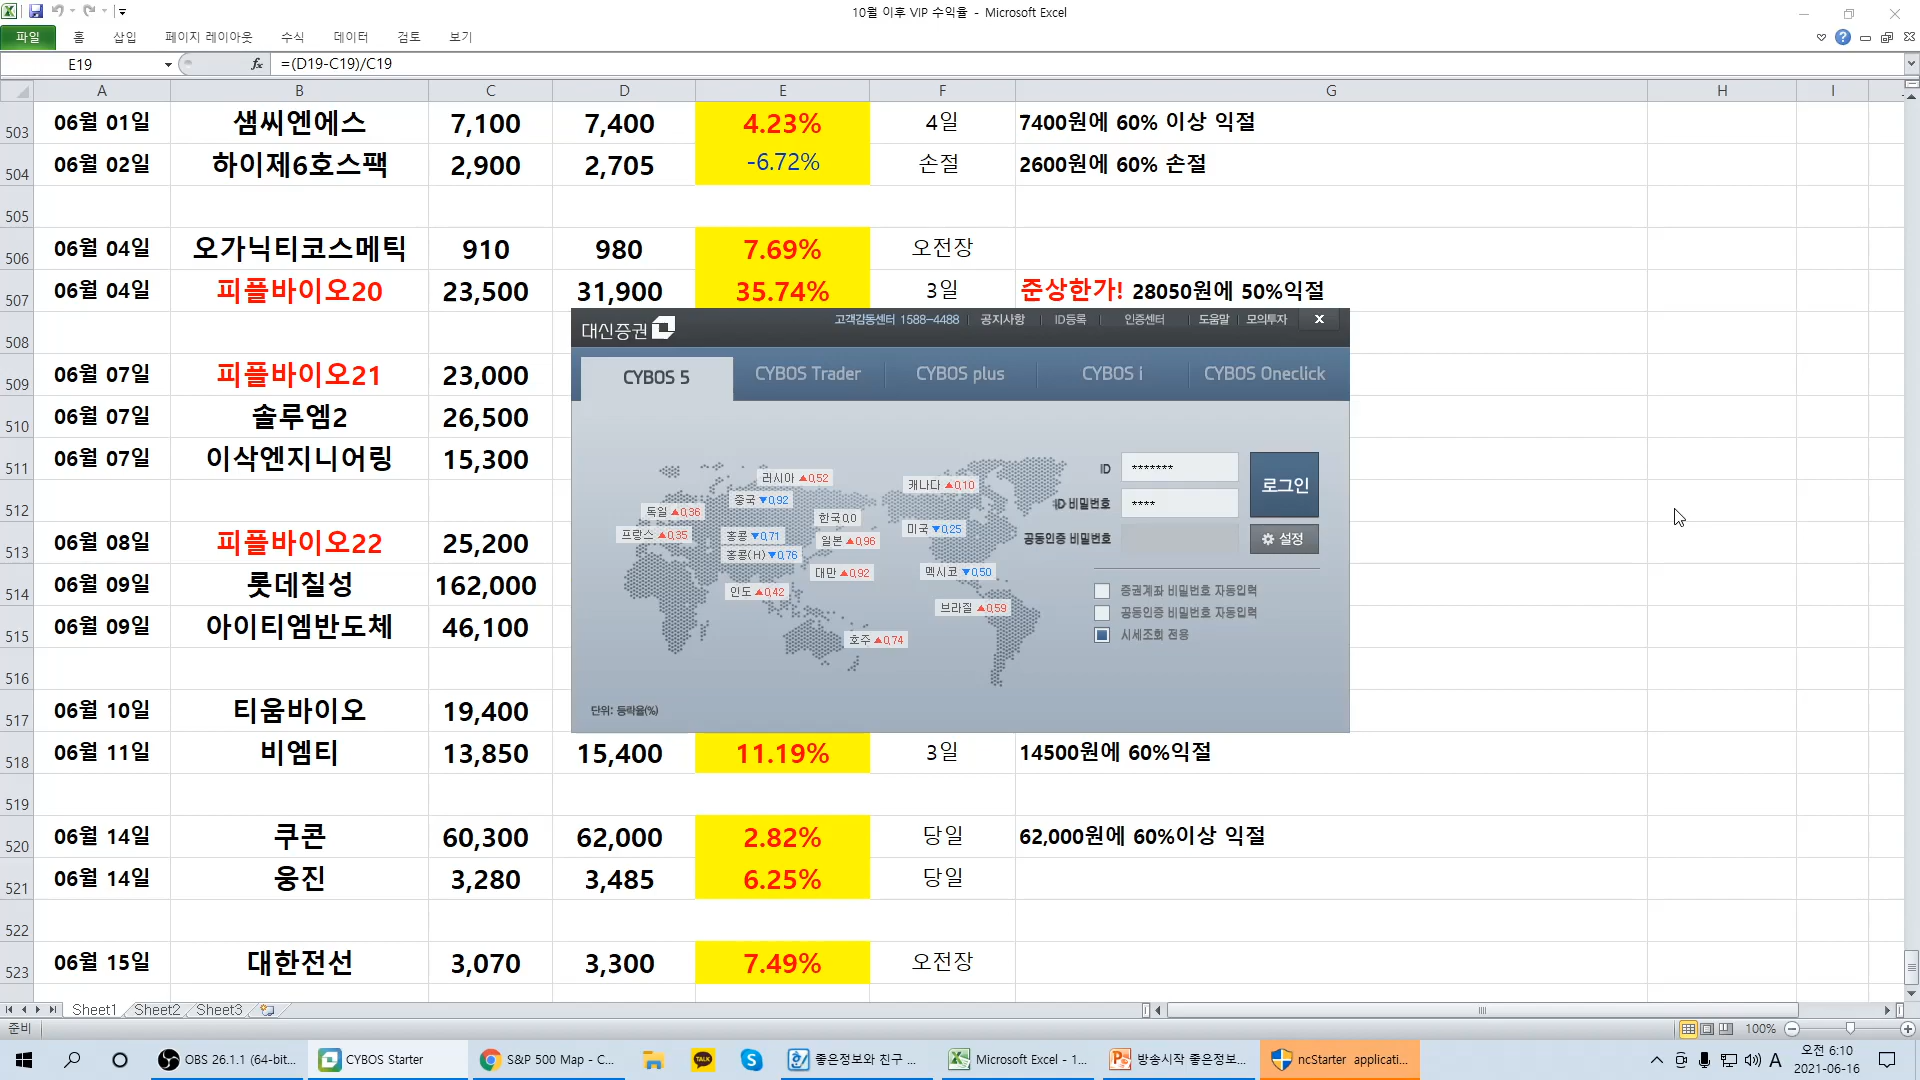 10월 이후 VIP 수익율 - Microsoft Excel
파일 홈 삽입 페이지 레이아웃 수식 데이터 검토 보기
E19 fx =(D19-C19)/C19
A B C D E F G H I
503 06월 01일 샘씨엔에스 7,100 7,400 4.23% 4일 7400원에 60% 이상 익절
504 06월 02일 하이제6호스팩 2,900 2,705 -6.72% 손절 2600원에 60% 손절
505
506 06월 04일 오가닉티코스메틱 910 980 7.69% 오전장
507 06월 04일 피플바이오20 23,500 31,900 35.74% 3일 준상한가! 28050원에 50%익절
508
509 06월 07일 피플바이오21 23,000
510 06월 07일 솔루엠2 26,500
511 06월 07일 이삭엔지니어링 15,300
512
513 06월 08일 피플바이오22 25,200
514 06월 09일 롯데칠성 162,000
515 06월 09일 아이티엠반도체 46,100
516
517 06월 10일 티움바이오 19,400
518 06월 11일 비엠티 13,850 15,400 11.19% 3일 14500원에 60%익절
519
520 06월 14일 쿠콘 60,300 62,000 2.82% 당일 62,000원에 60%이상 익절
521 06월 14일 웅진 3,280 3,485 6.25% 당일
522
523 06월 15일 대한전선 3,070 3,300 7.49% 오전장
대신증권 고객감동센터 1588-4488 공지사항 ID등록 인증센터 도움말 모의투자 X
CYBOS 5 CYBOS Trader CYBOS plus CYBOS i CYBOS Oneclick
러시아 ▲0.52
중국 ▼0.92
독일 ▲0.36
한국 0.0
프랑스 ▲0.35
홍콩 ▼0.71
일본 ▲0.96
홍콩(H) ▼0.76
대만 ▲0.92
인도 ▲0.42
호주 ▲0.74
캐나다 ▲0.10
미국 ▼0.25
멕시코 ▼0.50
브라질 ▲0.59
ID *******
로그인
ID 비밀번호 ****
공동인증 비밀번호
설정
증권계좌 비밀번호 자동입력
공동인증 비밀번호 자동입력
시세조회 전용
단위: 등락율(%)
Sheet1 Sheet2 Sheet3
준비 100%
OBS 26.1.1 (64-bit... CYBOS Starter S&P 500 Map - C... TALK 좋은정보와 친구 ... Microsoft Excel - 1... 방송시작 좋은정보... ncStarter applicati... A 오전 6:10
2021-06-16